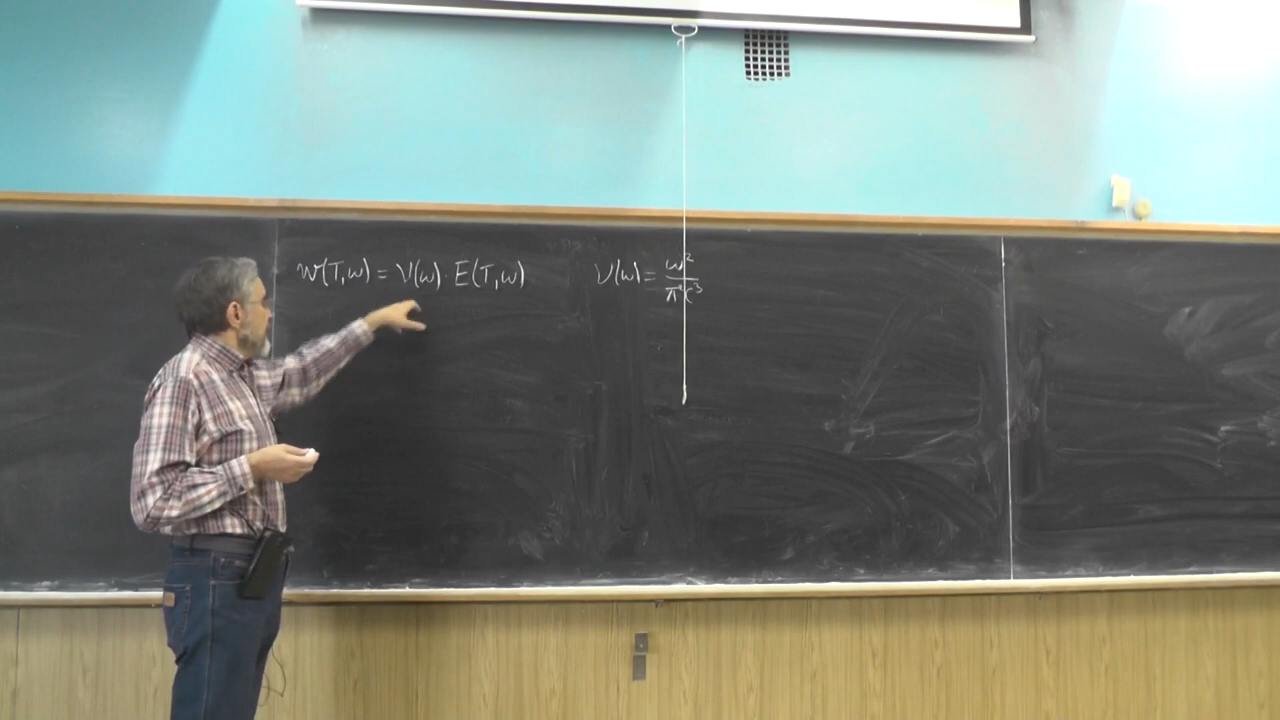 W(T,ω) = ν(ω) · E(T,ω)
ν(ω) = ω²/π²c³